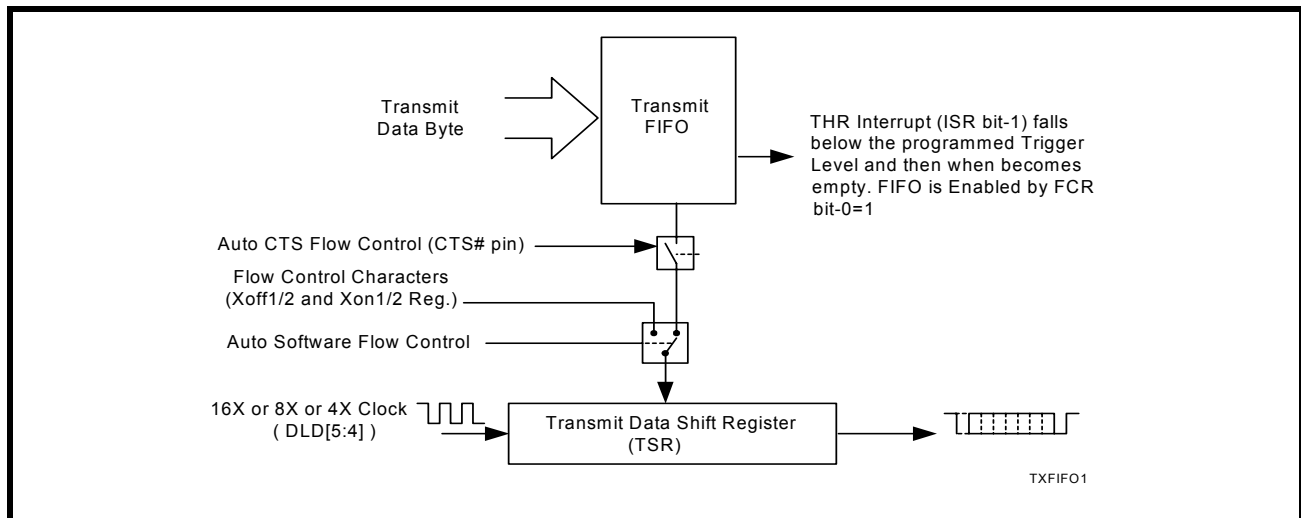 Transmit
Data Byte
Transmit
FIFO
THR Interrupt (ISR bit-1) falls
below the programmed Trigger
Level and then when becomes
empty. FIFO is Enabled by FCR
bit-0=1
Auto CTS Flow Control (CTS# pin)
Flow Control Characters
(Xoff1/2 and Xon1/2 Reg.)
Auto Software Flow Control
16X or 8X or 4X Clock
( DLD[5:4] )
Transmit Data Shift Register
(TSR)
TXFIFO1